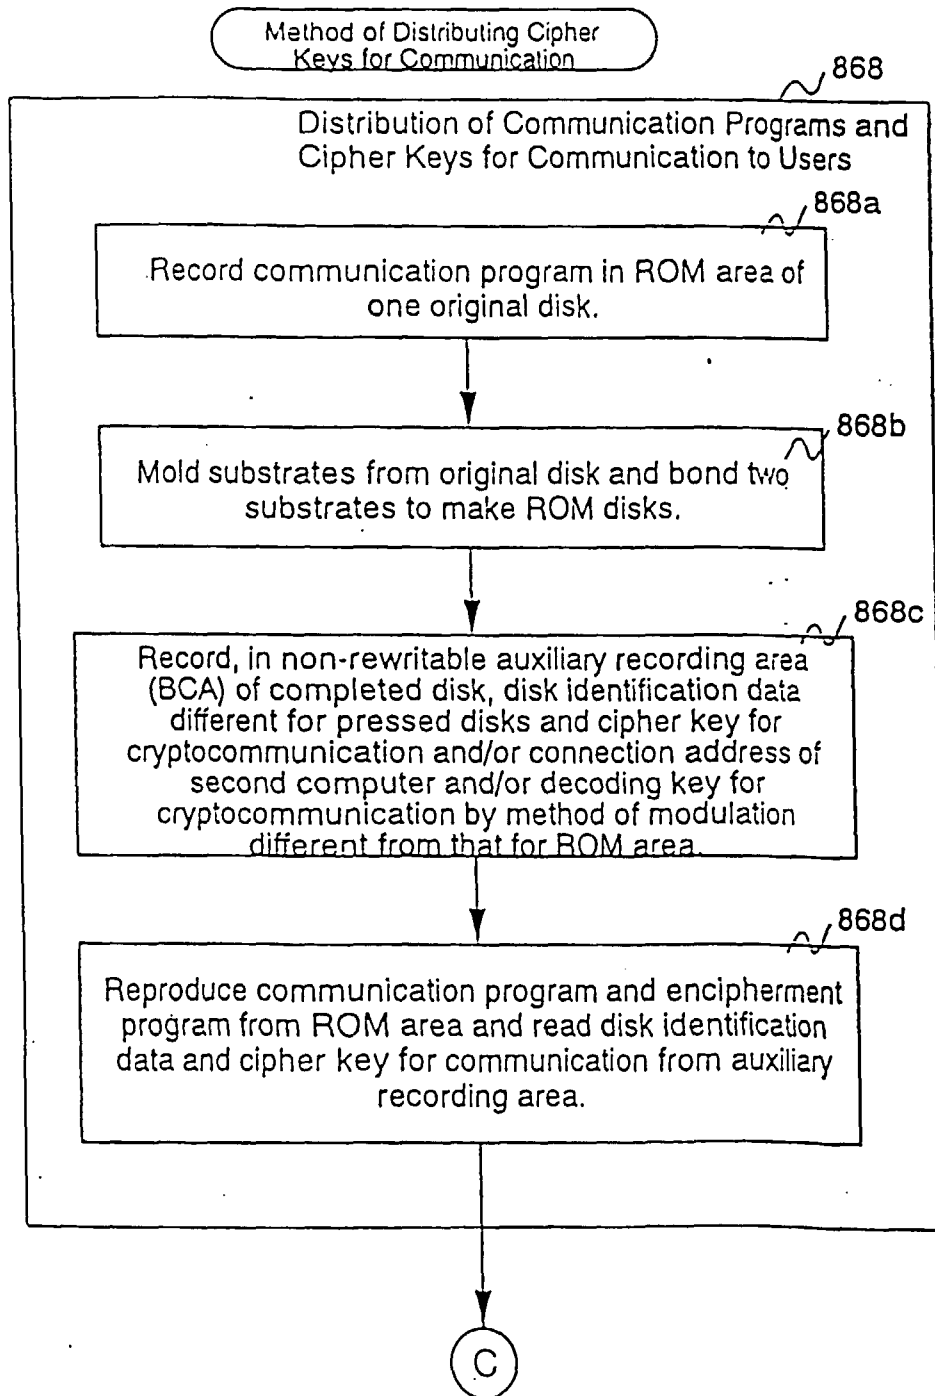 Method of Distributing Cipher
Keys for Communication
868
Distribution of Communication Programs and
Cipher Keys for Communication to Users
868a
Record communication program in ROM area of
one original disk.
868b
Mold substrates from original disk and bond two
substrates to make ROM disks.
868c
Record, in non-rewritable auxiliary recording area
(BCA) of completed disk, disk identification data
different for pressed disks and cipher key for
cryptocommunication and/or connection address of
second computer and/or decoding key for
cryptocommunication by method of modulation
different from that for ROM area.
868d
Reproduce communication program and encipherment
program from ROM area and read disk identification
data and cipher key for communication from auxiliary
recording area.
C